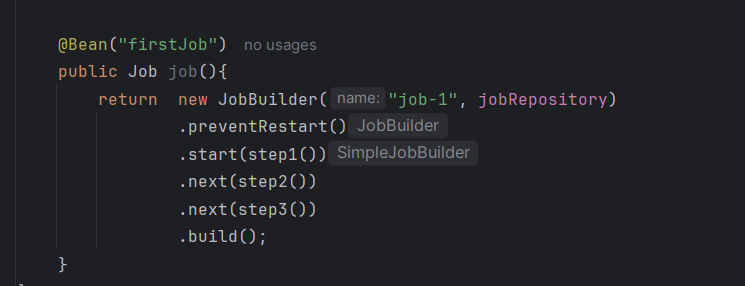 @Bean("firstJob") no usages
public Job job(){
return new JobBuilder( name: "job-1", jobRepository)
.preventRestart() JobBuilder
.start(step1()) SimpleJobBuilder
.next(step2())
.next(step3())
.build();
}